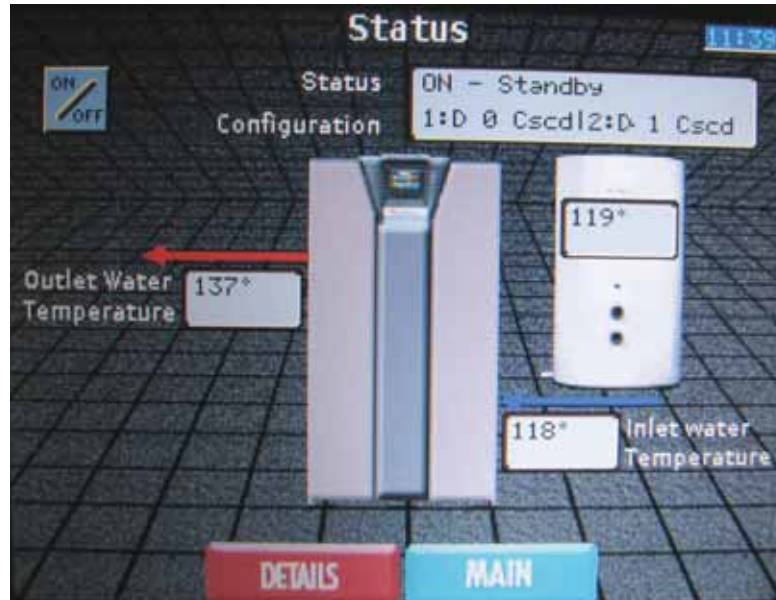 Status
11:39
ON
OFF
Status
ON - Standby
Configuration
1:D 0 Cscd|2:D 1 Cscd
119°
Outlet Water
Temperature
137°
118°
Inlet water
Temperature
DETAILS
MAIN